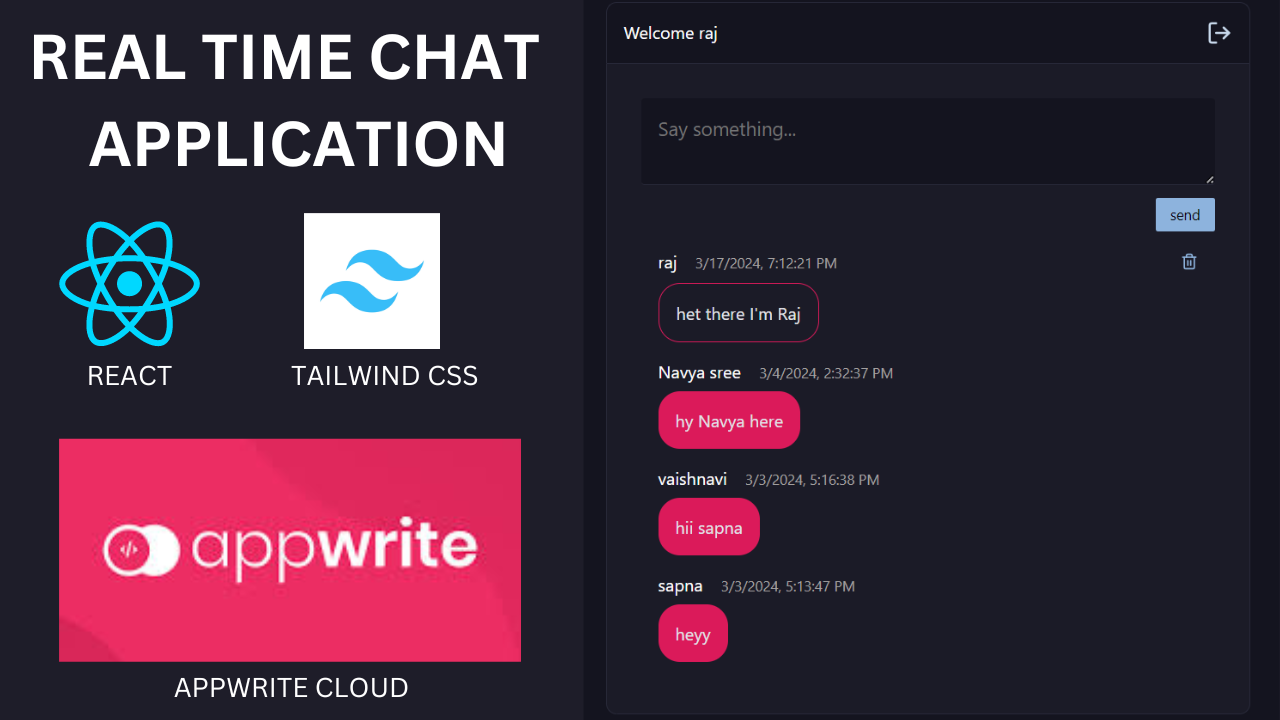 REAL TIME CHAT
APPLICATION
REACT
TAILWIND CSS
</> appwrite
APPWRITE CLOUD
Welcome raj
Say something...
send
raj 3/17/2024, 7:12:21 PM
het there I'm Raj
Navya sree 3/4/2024, 2:32:37 PM
hy Navya here
vaishnavi 3/3/2024, 5:16:38 PM
hii sapna
sapna 3/3/2024, 5:13:47 PM
heyy